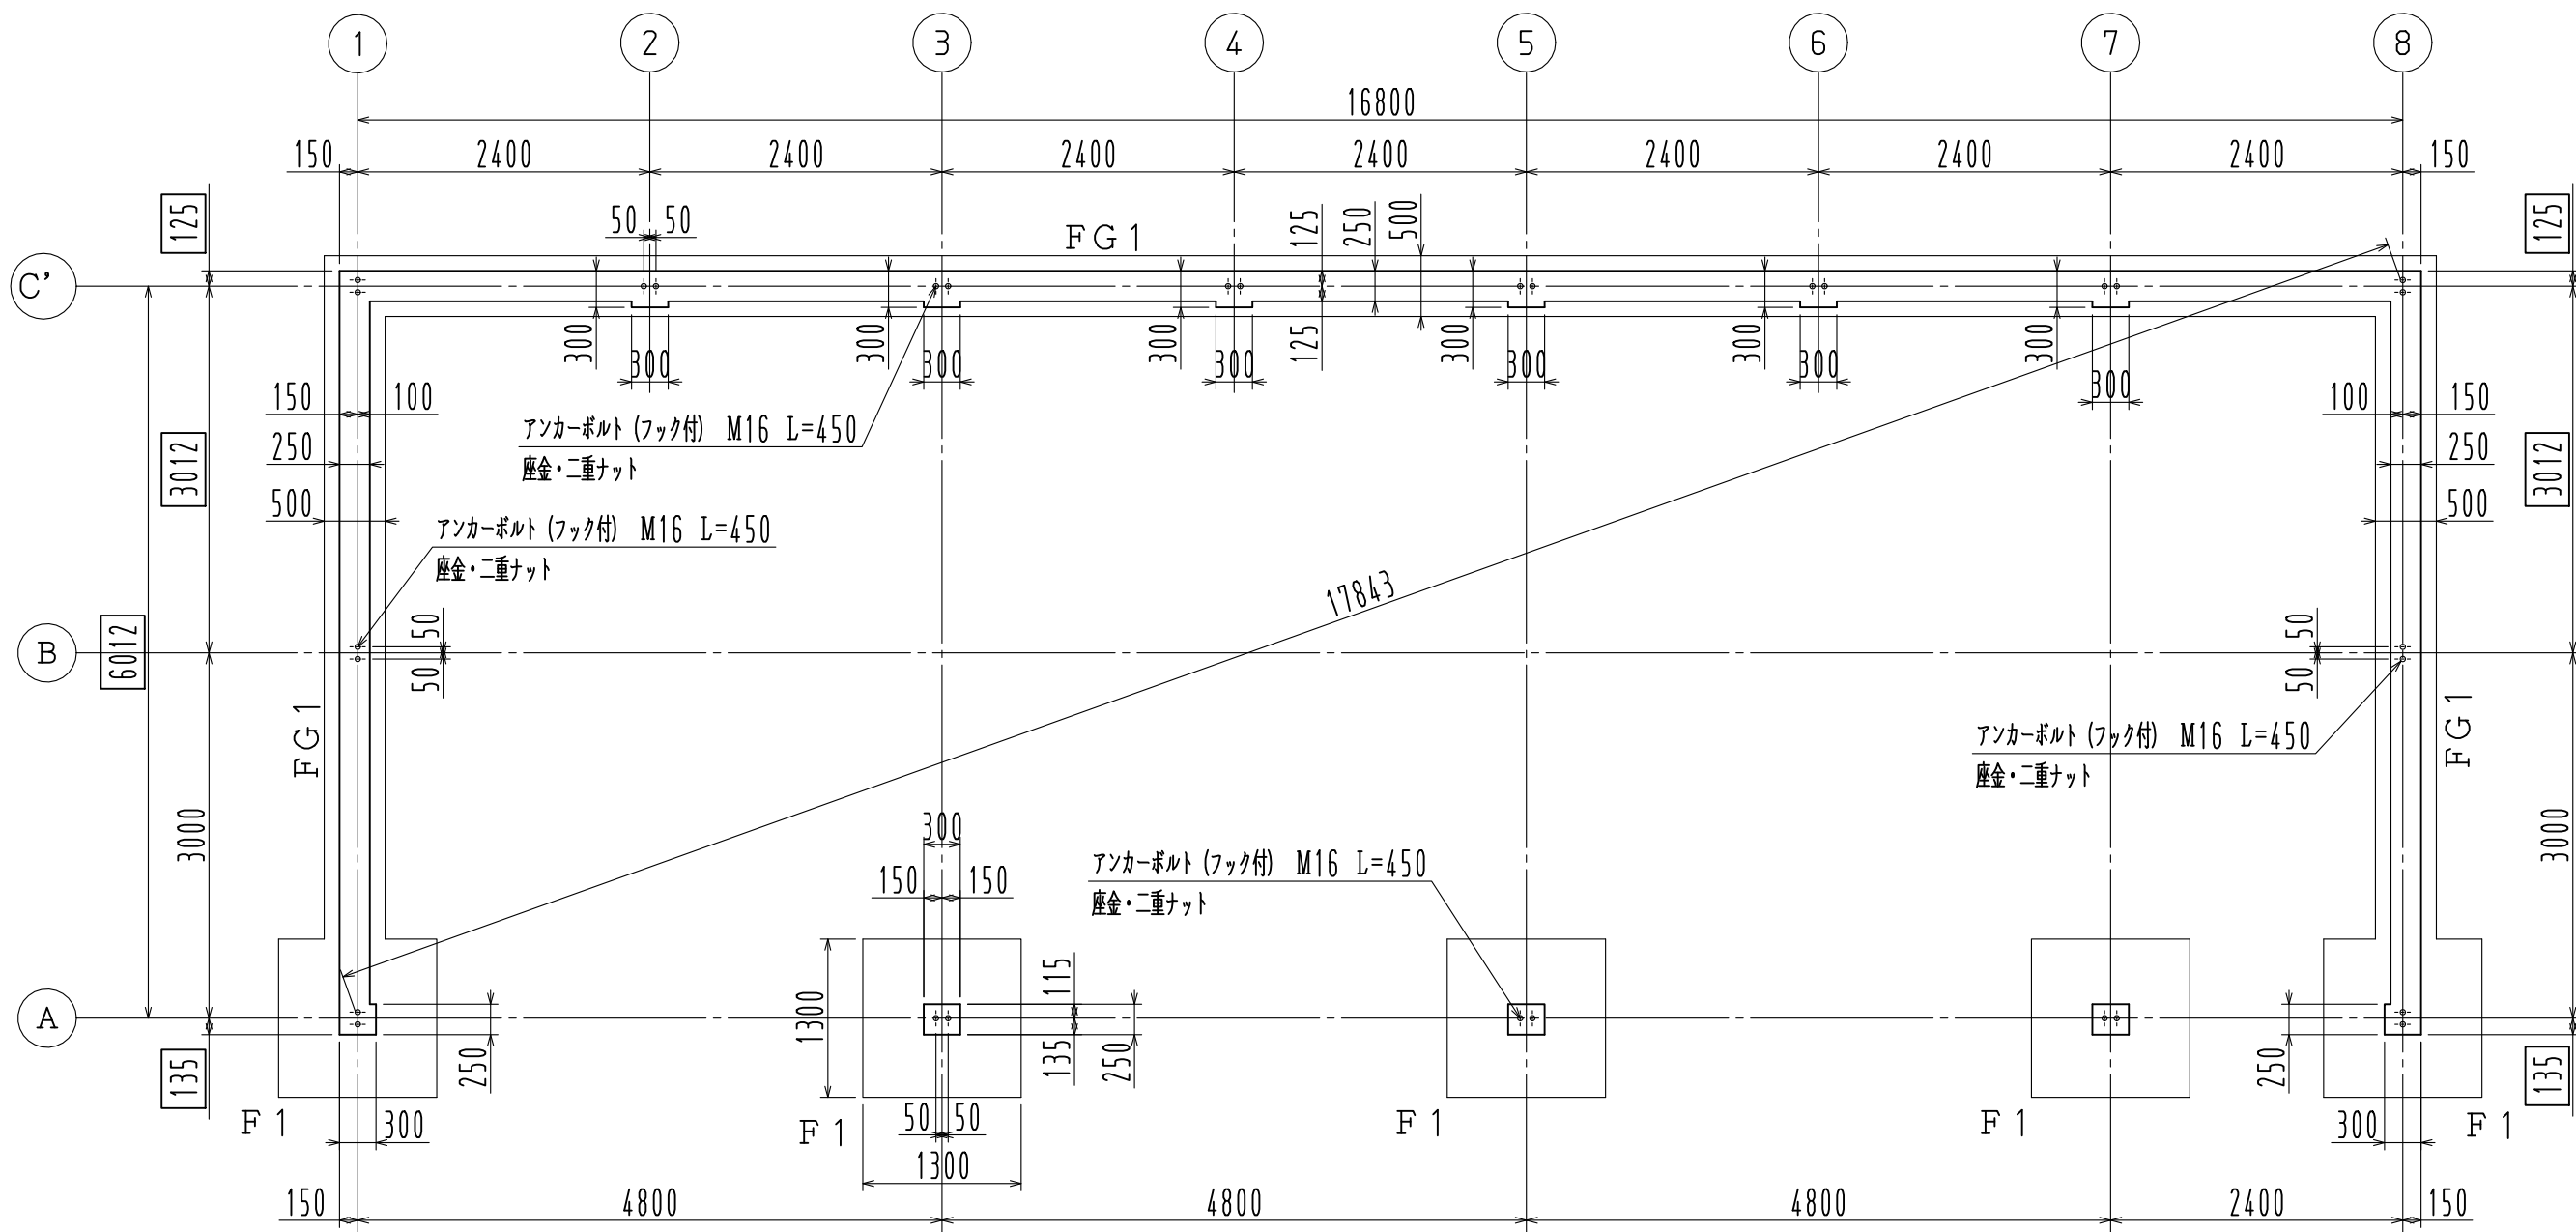 1 2 3 4 5 6 7 8
16800
150 2400 2400 2400 2400 2400 2400 2400 150
125 50 50 FG1 125 250 500 125
C'
300 300 300 125 300 300 300
300 300 300 300 300 300
150 100 100 150
アンカーボルト (フック付) M16 L=450
座金・二重ナット
3012 250 250 3012
500 500
アンカーボルト (フック付) M16 L=450
座金・二重ナット
17843
B 6012 50 50
50 50
FG1 FG1
アンカーボルト (フック付) M16 L=450
座金・二重ナット
3000 300 3000
アンカーボルト (フック付) M16 L=450
座金・二重ナット
150 150
115
A 1300
135 250 135 250 250 135
F1 300 F1 50 50 F1 F1 300 F1
1300
150 4800 4800 4800 2400 150